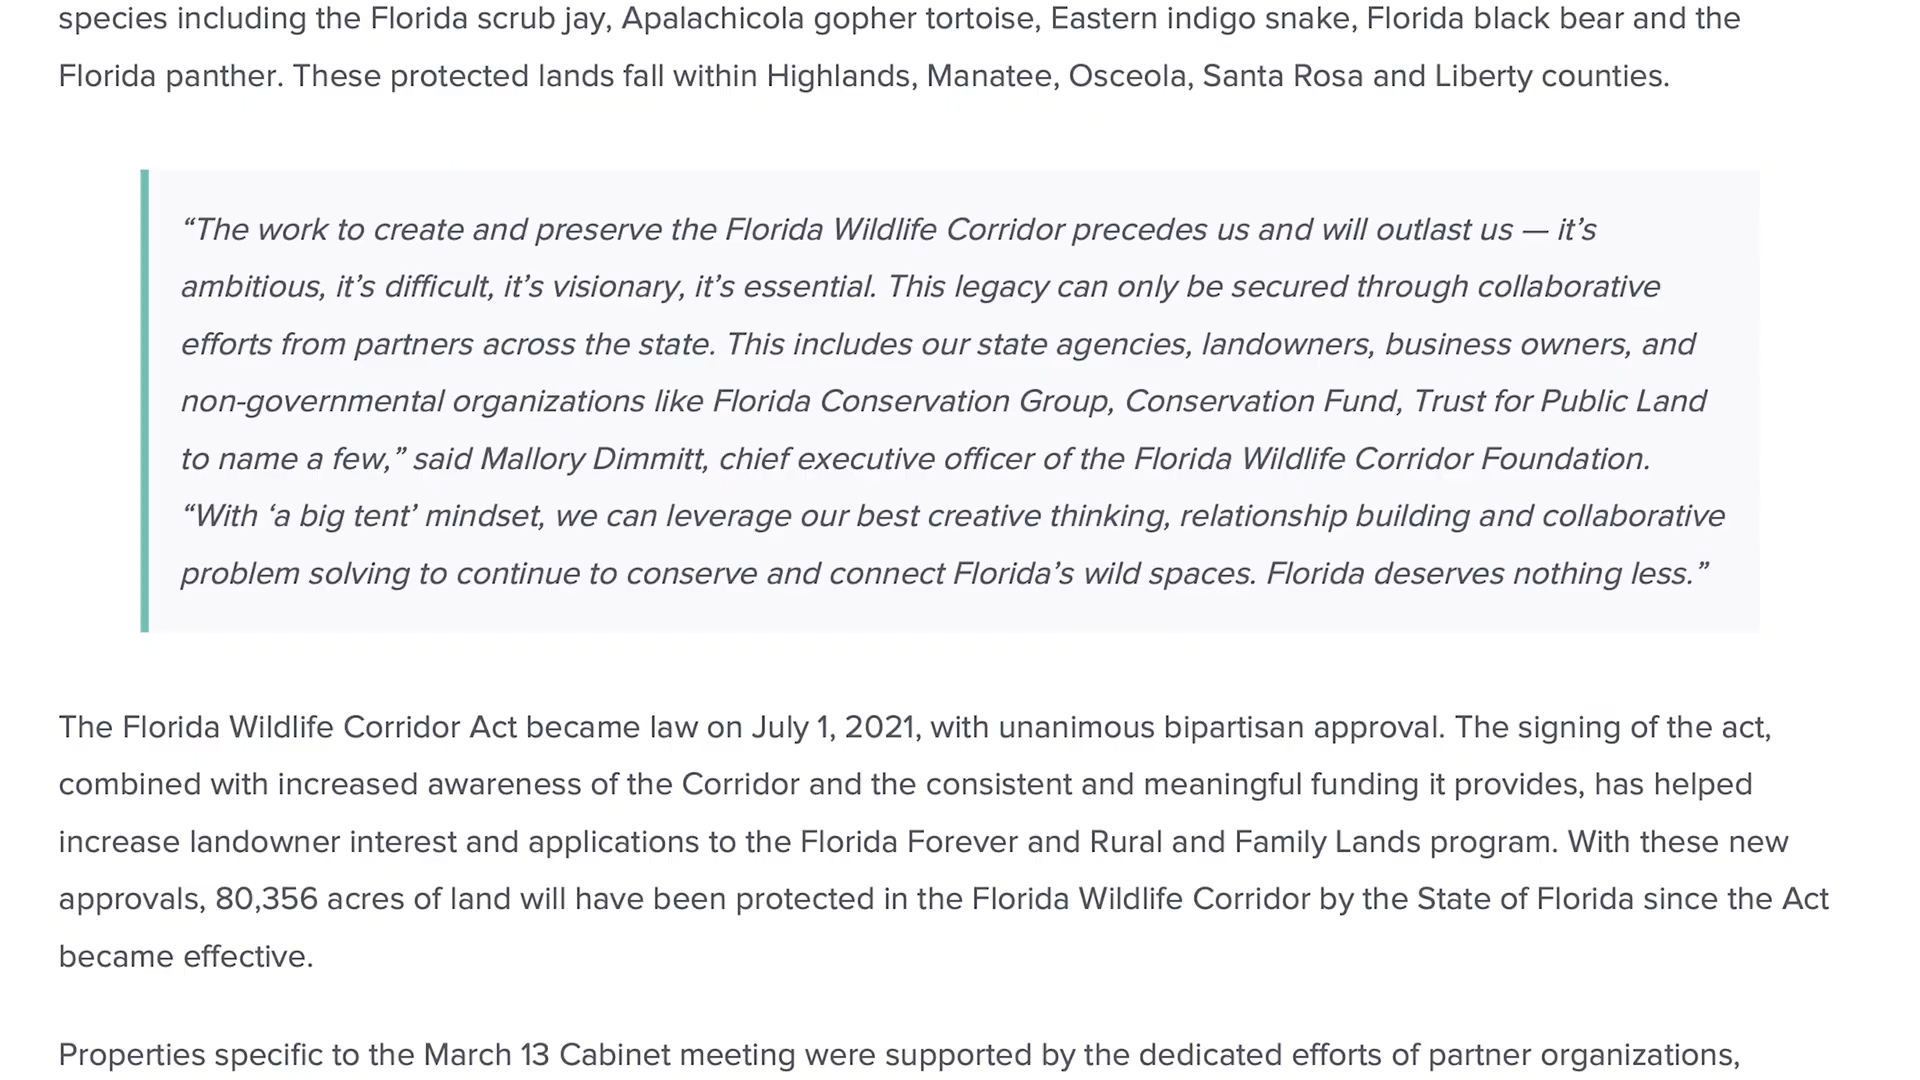 species including the Florida scrub jay, Apalachicola gopher tortoise, Eastern indigo snake, Florida black bear and the
Florida panther. These protected lands fall within Highlands, Manatee, Osceola, Santa Rosa and Liberty counties.
“The work to create and preserve the Florida Wildlife Corridor precedes us and will outlast us — it’s
ambitious, it’s difficult, it’s visionary, it’s essential. This legacy can only be secured through collaborative
efforts from partners across the state. This includes our state agencies, landowners, business owners, and
non-governmental organizations like Florida Conservation Group, Conservation Fund, Trust for Public Land
to name a few,” said Mallory Dimmitt, chief executive officer of the Florida Wildlife Corridor Foundation.
“With ‘a big tent’ mindset, we can leverage our best creative thinking, relationship building and collaborative
problem solving to continue to conserve and connect Florida’s wild spaces. Florida deserves nothing less.”
The Florida Wildlife Corridor Act became law on July 1, 2021, with unanimous bipartisan approval. The signing of the act,
combined with increased awareness of the Corridor and the consistent and meaningful funding it provides, has helped
increase landowner interest and applications to the Florida Forever and Rural and Family Lands program. With these new
approvals, 80,356 acres of land will have been protected in the Florida Wildlife Corridor by the State of Florida since the Act
became effective.
Properties specific to the March 13 Cabinet meeting were supported by the dedicated efforts of partner organizations,